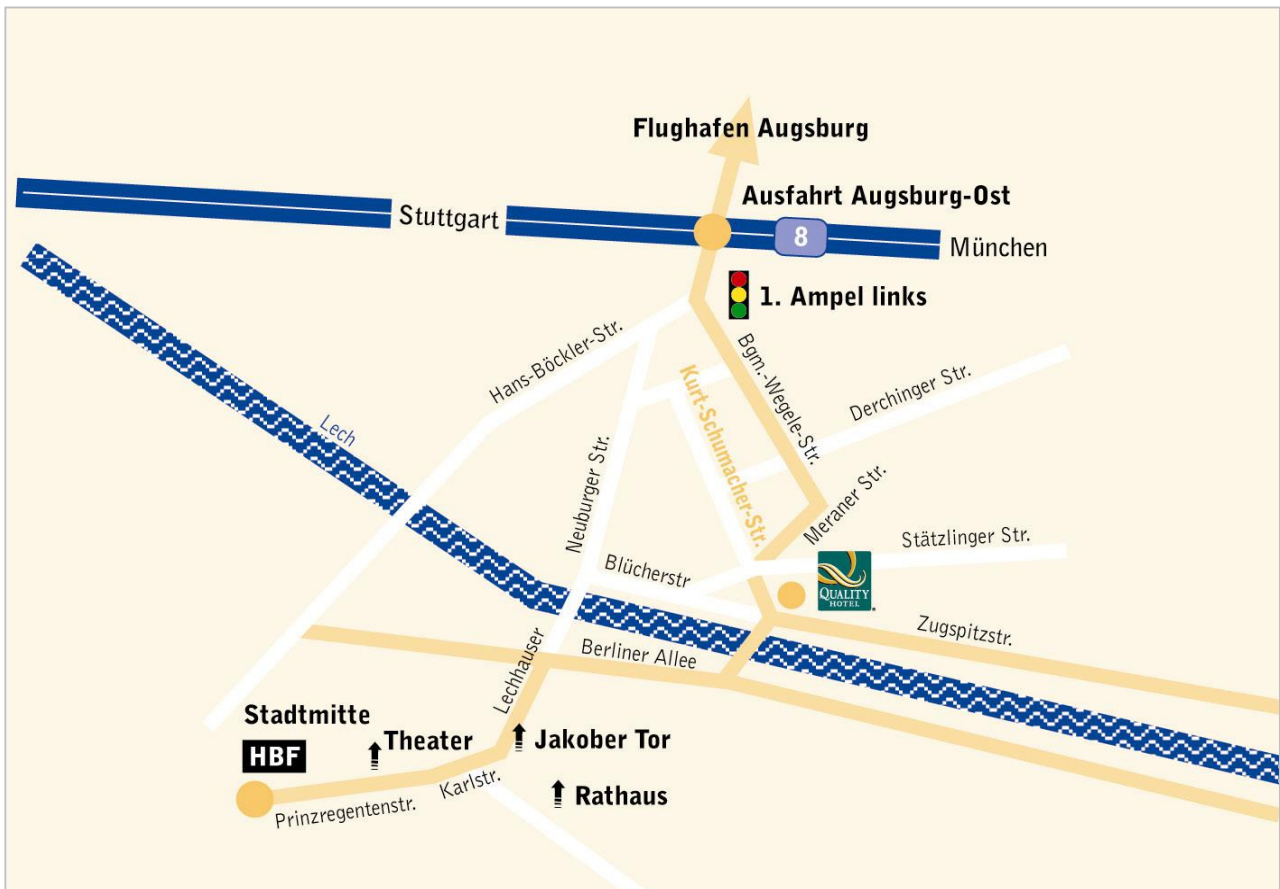 Flughafen Augsburg
Ausfahrt Augsburg-Ost
Stuttgart
8
München
1. Ampel links
Hans-Böckler-Str.
Bgm.-Wegele-Str.
Kurt-Schumacher-Str.
Derchinger Str.
Lech
Neuburger Str.
Meraner Str.
Stätzlinger Str.
Blücherstr
QUALITY
HOTEL
Zugspitzstr.
Berliner Allee
Lechhauser
Stadtmitte
HBF
Theater
Jakober Tor
Karlstr.
Rathaus
Prinzregentenstr.